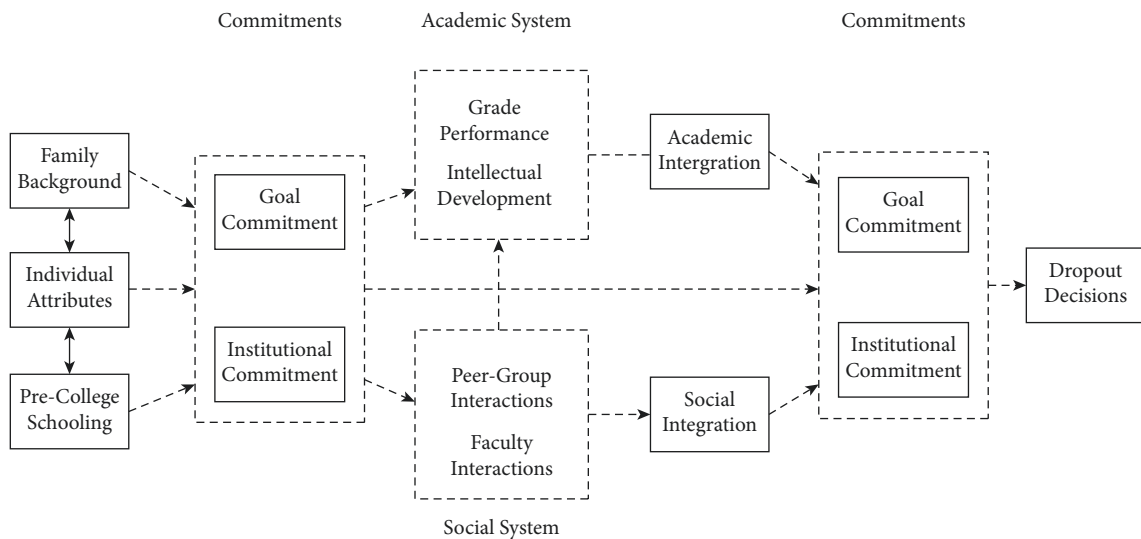 Commitments
Academic System
Commitments
Family
Background
Individual
Attributes
Pre-College
Schooling
Goal
Commitment
Institutional
Commitment
Grade
Performance
Intellectual
Development
Peer-Group
Interactions
Faculty
Interactions
Social System
Academic
Intergration
Social
Integration
Goal
Commitment
Institutional
Commitment
Dropout
Decisions